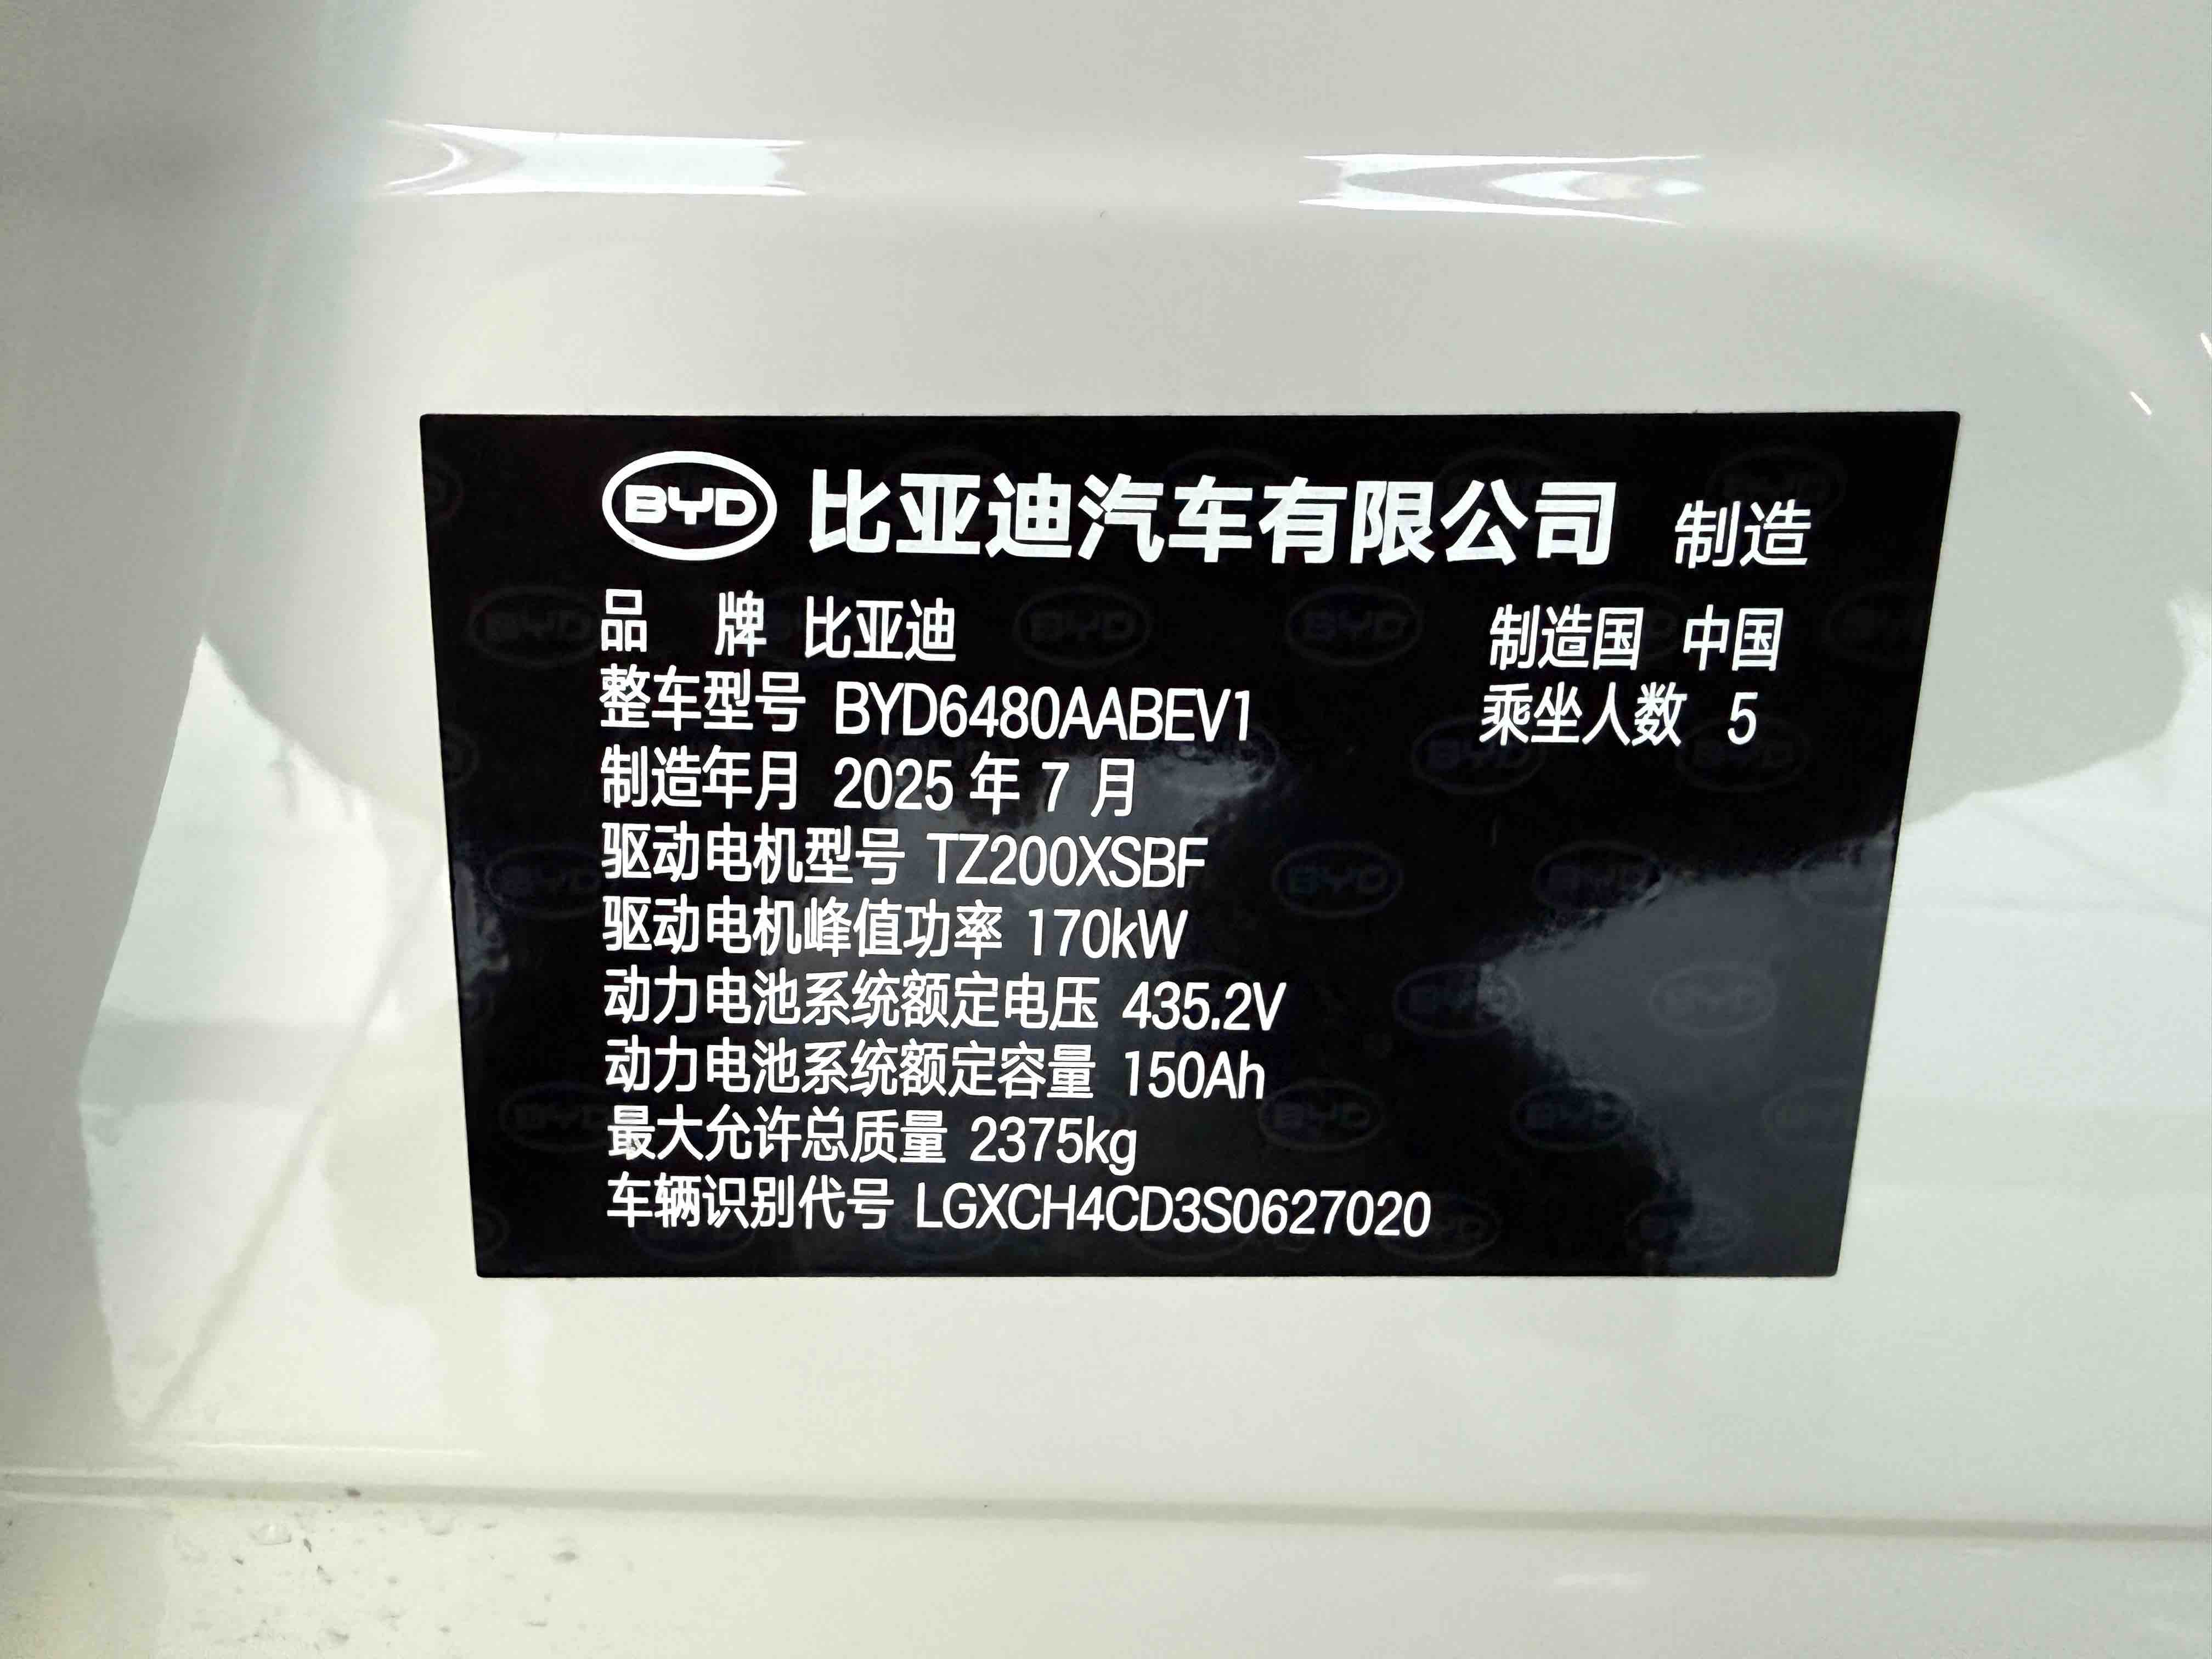 BYD 比亚迪汽车有限公司 制造
品 牌 比亚迪 制造国 中国
整车型号 BYD6480AABEV1 乘坐人数 5
制造年月 2025 年 7 月
驱动电机型号 TZ200XSBF
驱动电机峰值功率 170kW
动力电池系统额定电压 435.2V
动力电池系统额定容量 150Ah
最大允许总质量 2375kg
车辆识别代号 LGXCH4CD3S0627020